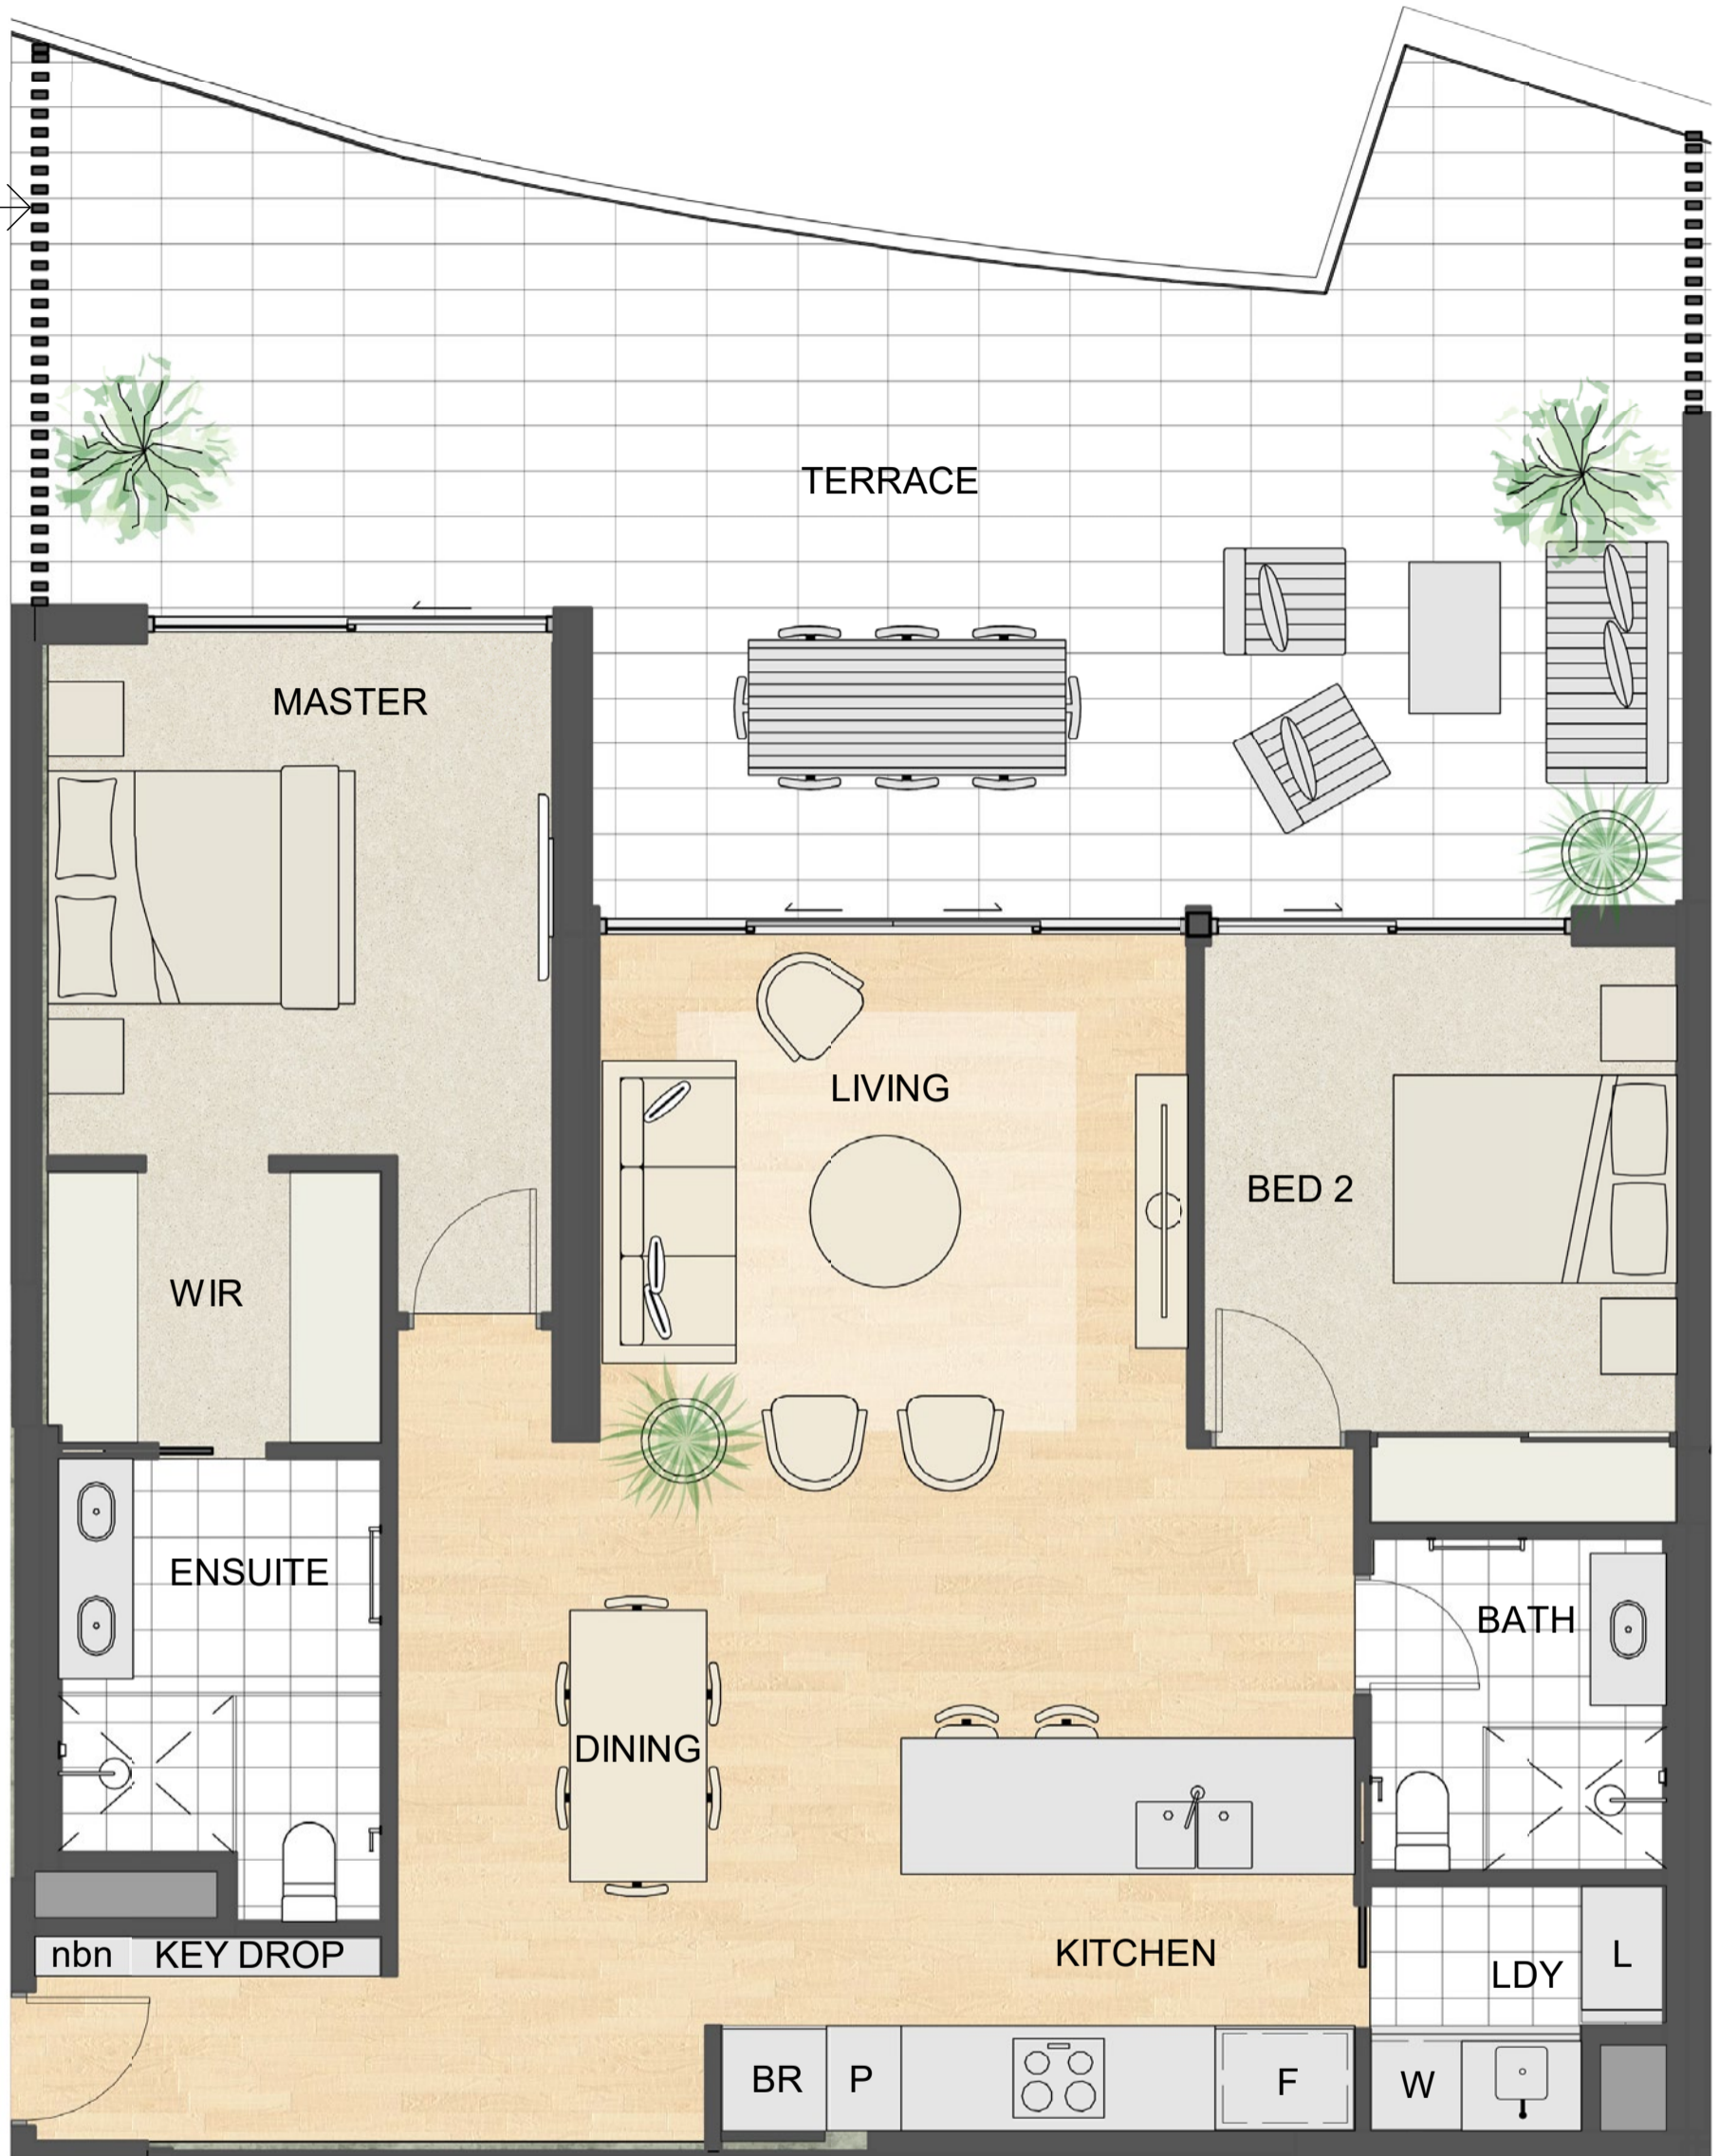 TERRACE
MASTER
LIVING
BED 2
WIR
ENSUITE
BATH
DINING
nbn KEY DROP
KITCHEN
LDY
L
BR
P
F
W